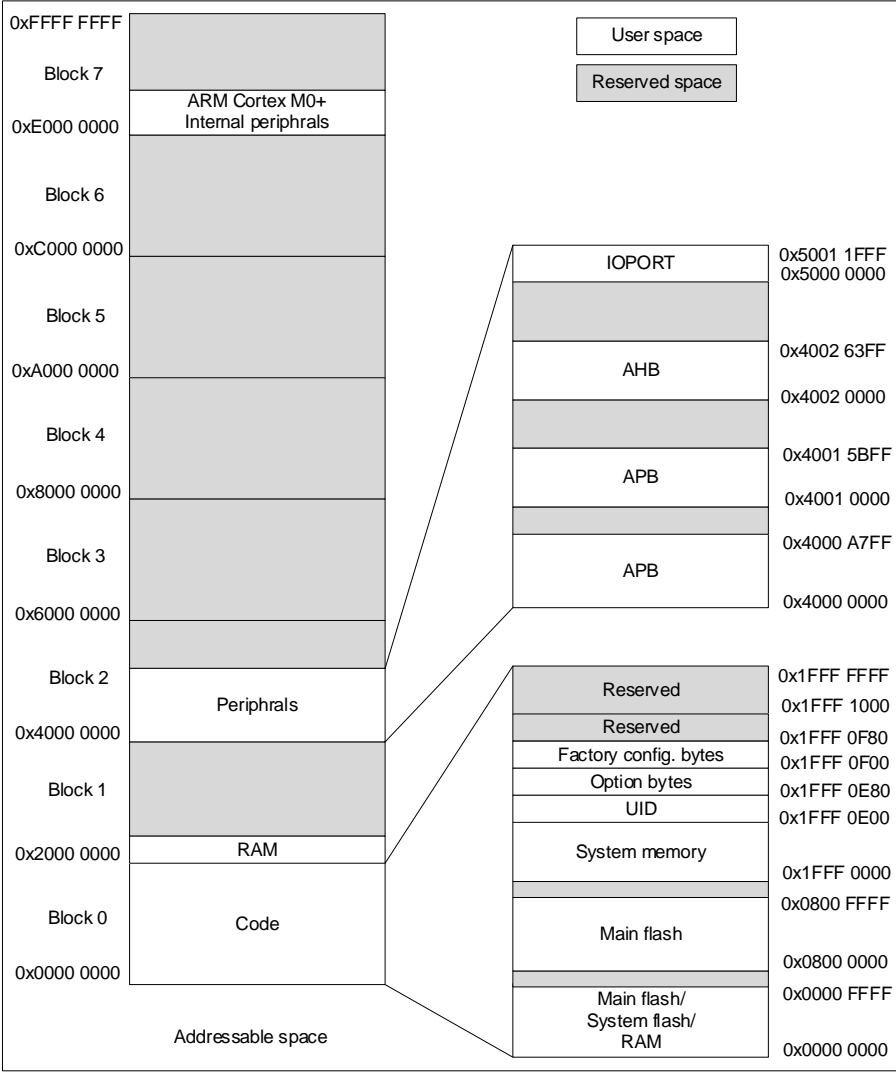 0xFFFF FFFF
Block 7
ARM Cortex M0+
Internal periphrals
0xE000 0000
Block 6
0xC000 0000
Block 5
0xA000 0000
Block 4
0x8000 0000
Block 3
0x6000 0000
Block 2
Periphrals
0x4000 0000
Block 1
0x2000 0000
RAM
Block 0
Code
0x0000 0000
Addressable space
User space
Reserved space
IOPORT
0x5001 1FFF
0x5000 0000
0x4002 63FF
AHB
0x4002 0000
0x4001 5BFF
APB
0x4001 0000
0x4000 A7FF
APB
0x4000 0000
0x1FFF FFFF
Reserved
0x1FFF 1000
Reserved
0x1FFF 0F80
Factory config. bytes
0x1FFF 0F00
Option bytes
0x1FFF 0E80
UID
0x1FFF 0E00
System memory
0x1FFF 0000
0x0800 FFFF
Main flash
0x0800 0000
0x0000 FFFF
Main flash/
System flash/
RAM
0x0000 0000